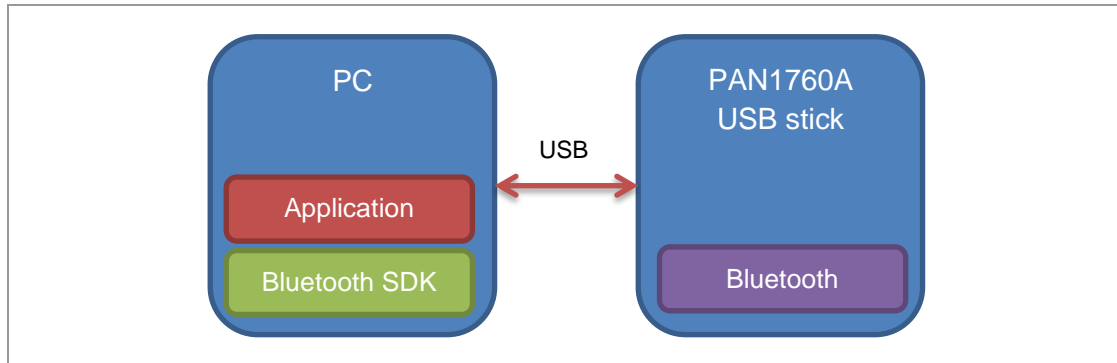 PC
Application
Bluetooth SDK
USB
PAN1760A
USB stick
Bluetooth